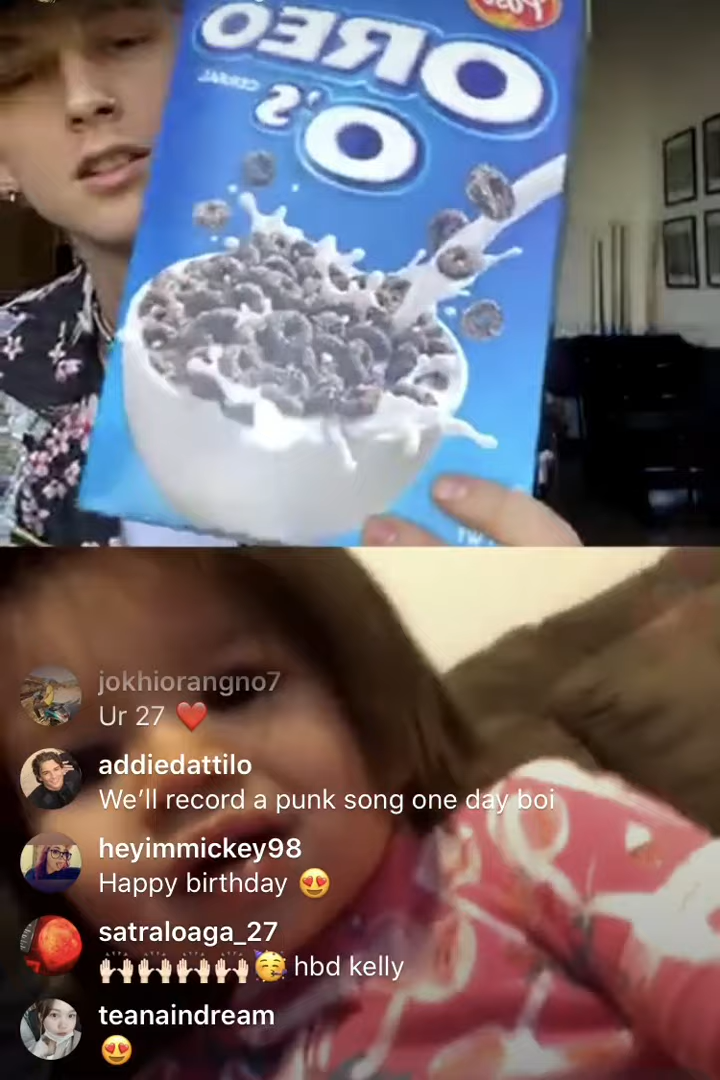 Post
OREO
O's
CEREAL
jokhiorangno7
Ur 27 ❤️
addiedattilo
We'll record a punk song one day boi
heyimmickey98
Happy birthday 😍
satraloaga_27
🙌🏻🙌🏻🙌🏻🙌🏻🙌🏻🥳 hbd kelly
teanaindream
😍